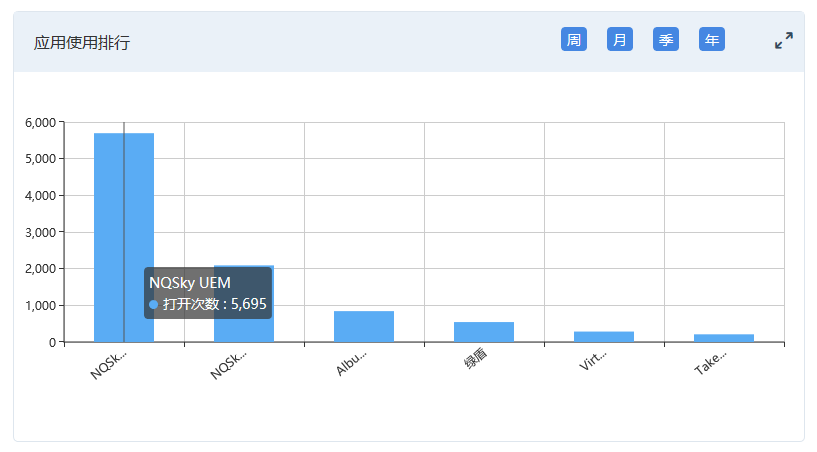 应用使用排行
周 月 季 年
6,000
5,000
4,000
3,000
2,000
1,000
0
NQSky UEM
打开次数 : 5,695
NQSk...
NQSk...
Albu...
绿盾
Virt...
Take...